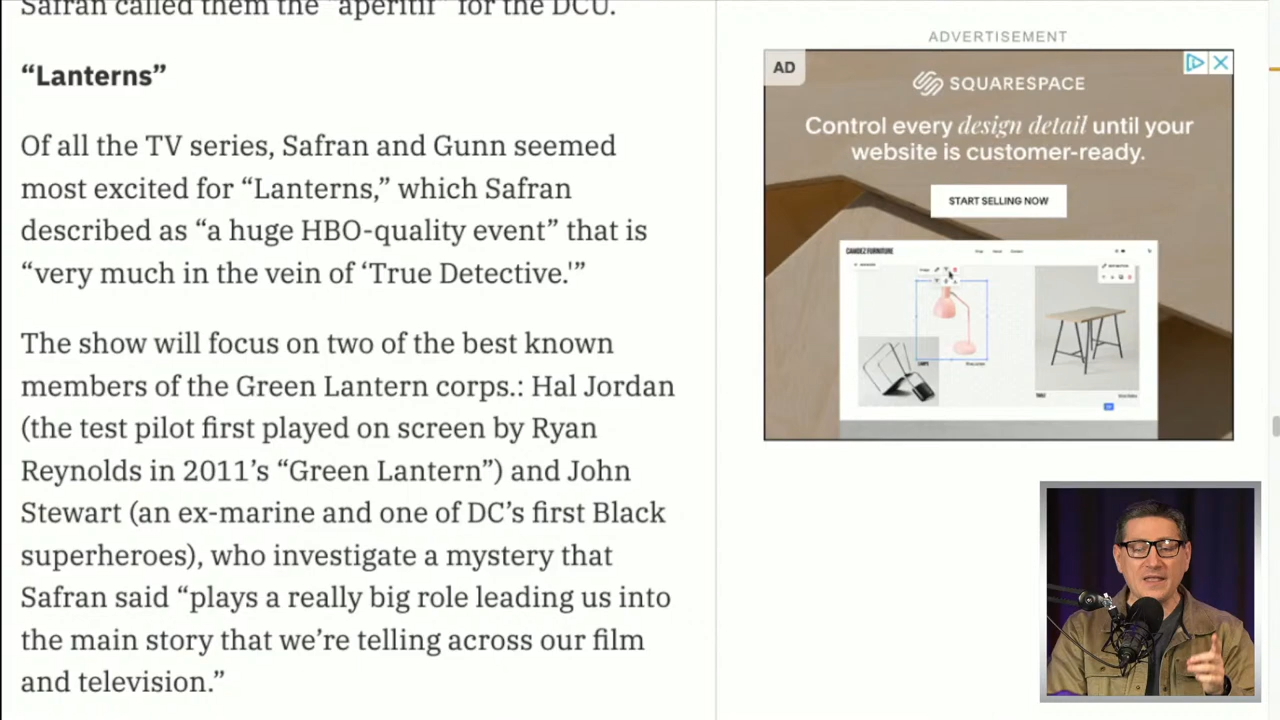 Safran called them the “aperitif” for the DCU.
“Lanterns”
Of all the TV series, Safran and Gunn seemed
most excited for “Lanterns,” which Safran
described as “a huge HBO-quality event” that is
“very much in the vein of ‘True Detective.'”
The show will focus on two of the best known
members of the Green Lantern corps.: Hal Jordan
(the test pilot first played on screen by Ryan
Reynolds in 2011’s “Green Lantern”) and John
Stewart (an ex-marine and one of DC’s first Black
superheroes), who investigate a mystery that
Safran said “plays a really big role leading us into
the main story that we’re telling across our film
and television.”
ADVERTISEMENT
AD
SQUARESPACE
Control every design detail until your
website is customer-ready.
START SELLING NOW
CANDEZ FURNITURE